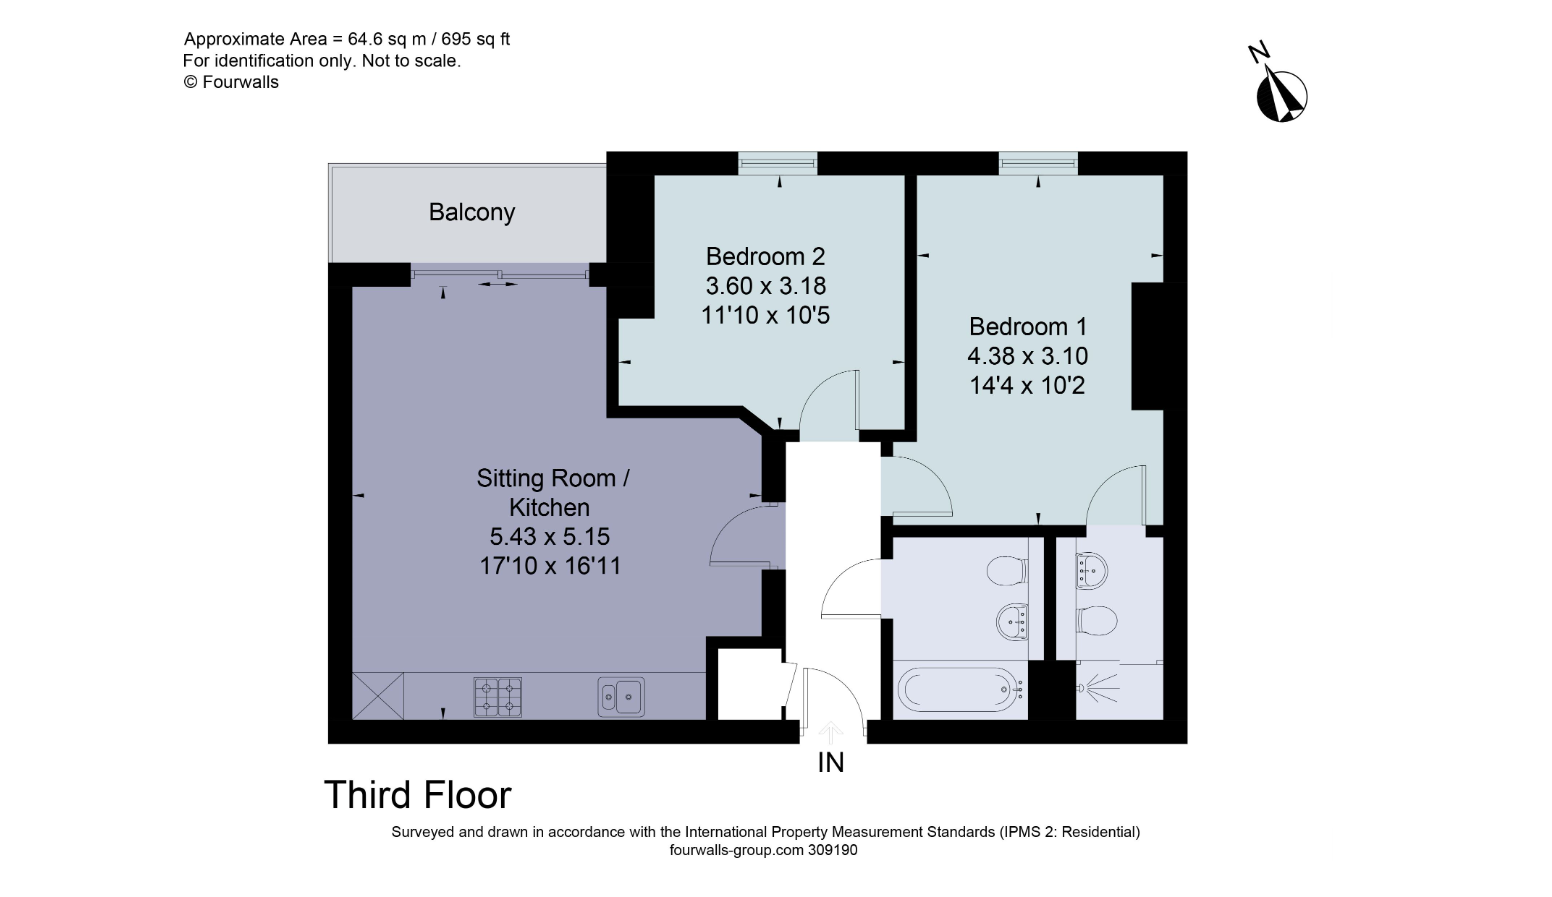 Approximate Area = 64.6 sq m / 695 sq ft
For identification only. Not to scale.
© Fourwalls
N
Balcony
Bedroom 2
3.60 x 3.18
11'10 x 10'5
Bedroom 1
4.38 x 3.10
14'4 x 10'2
Sitting Room /
Kitchen
5.43 x 5.15
17'10 x 16'11
IN
Third Floor
Surveyed and drawn in accordance with the International Property Measurement Standards (IPMS 2: Residential)
fourwalls-group.com 309190